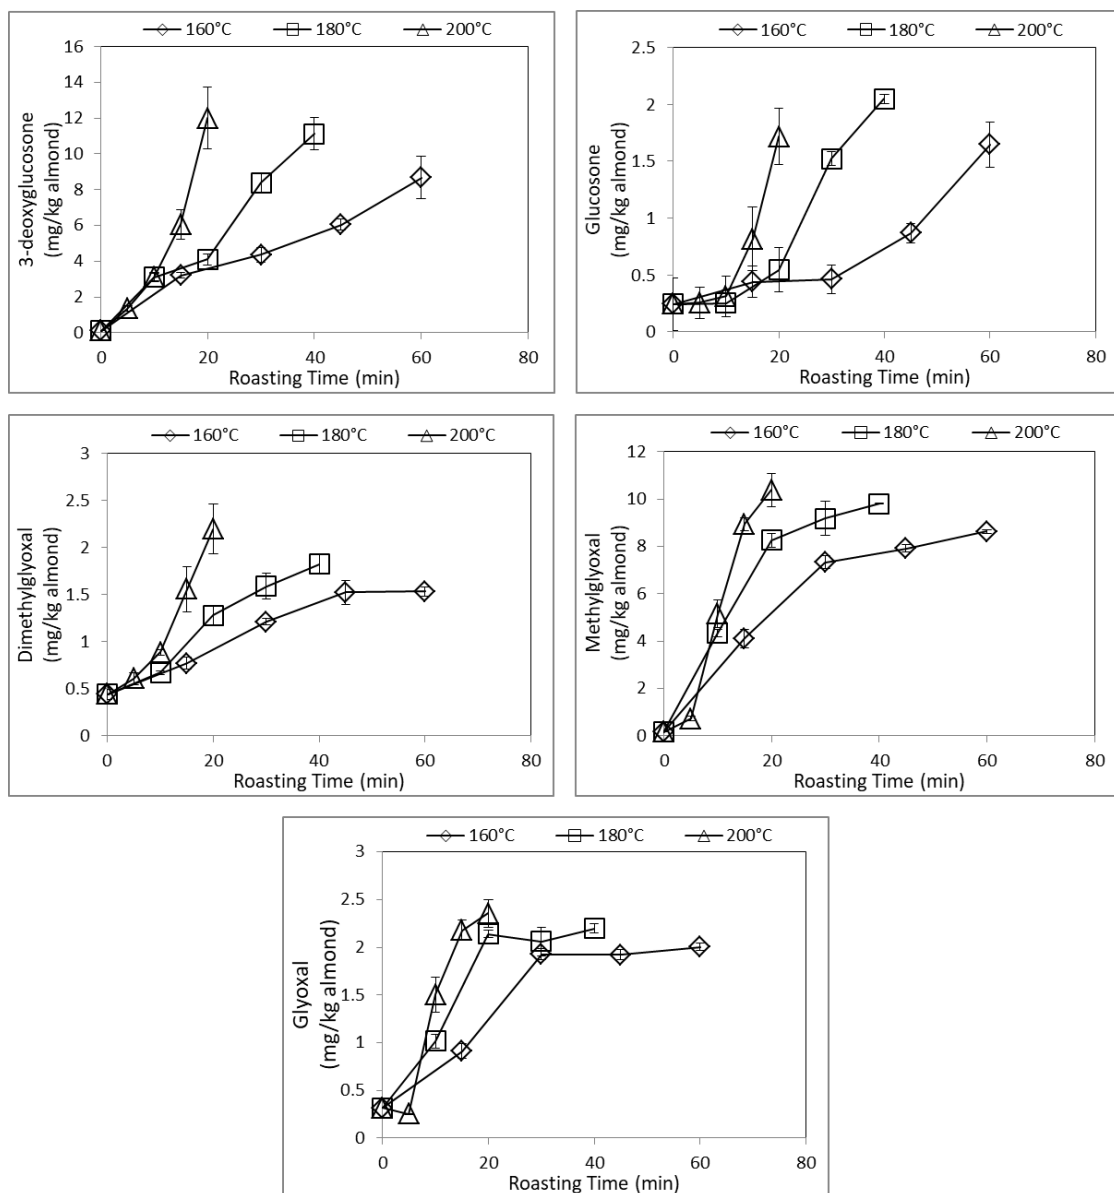 160°C 180°C 200°C
16
14
12
10
8
6
4
2
0
0 20 40 60 80
3-deoxyglucosone
(mg/kg almond)
Roasting Time (min)
160°C 180°C 200°C
2.5
2
1.5
1
0.5
0
0 20 40 60 80
Glucosone
(mg/kg almond)
Roasting Time (min)
160°C 180°C 200°C
3
2.5
2
1.5
1
0.5
0
0 20 40 60 80
Dimethylglyoxal
(mg/kg almond)
Roasting Time (min)
160°C 180°C 200°C
12
10
8
6
4
2
0
0 20 40 60 80
Methylglyoxal
(mg/kg almond)
Roasting Time (min)
160°C 180°C 200°C
3
2.5
2
1.5
1
0.5
0
0 20 40 60 80
Glyoxal
(mg/kg almond)
Roasting Time (min)